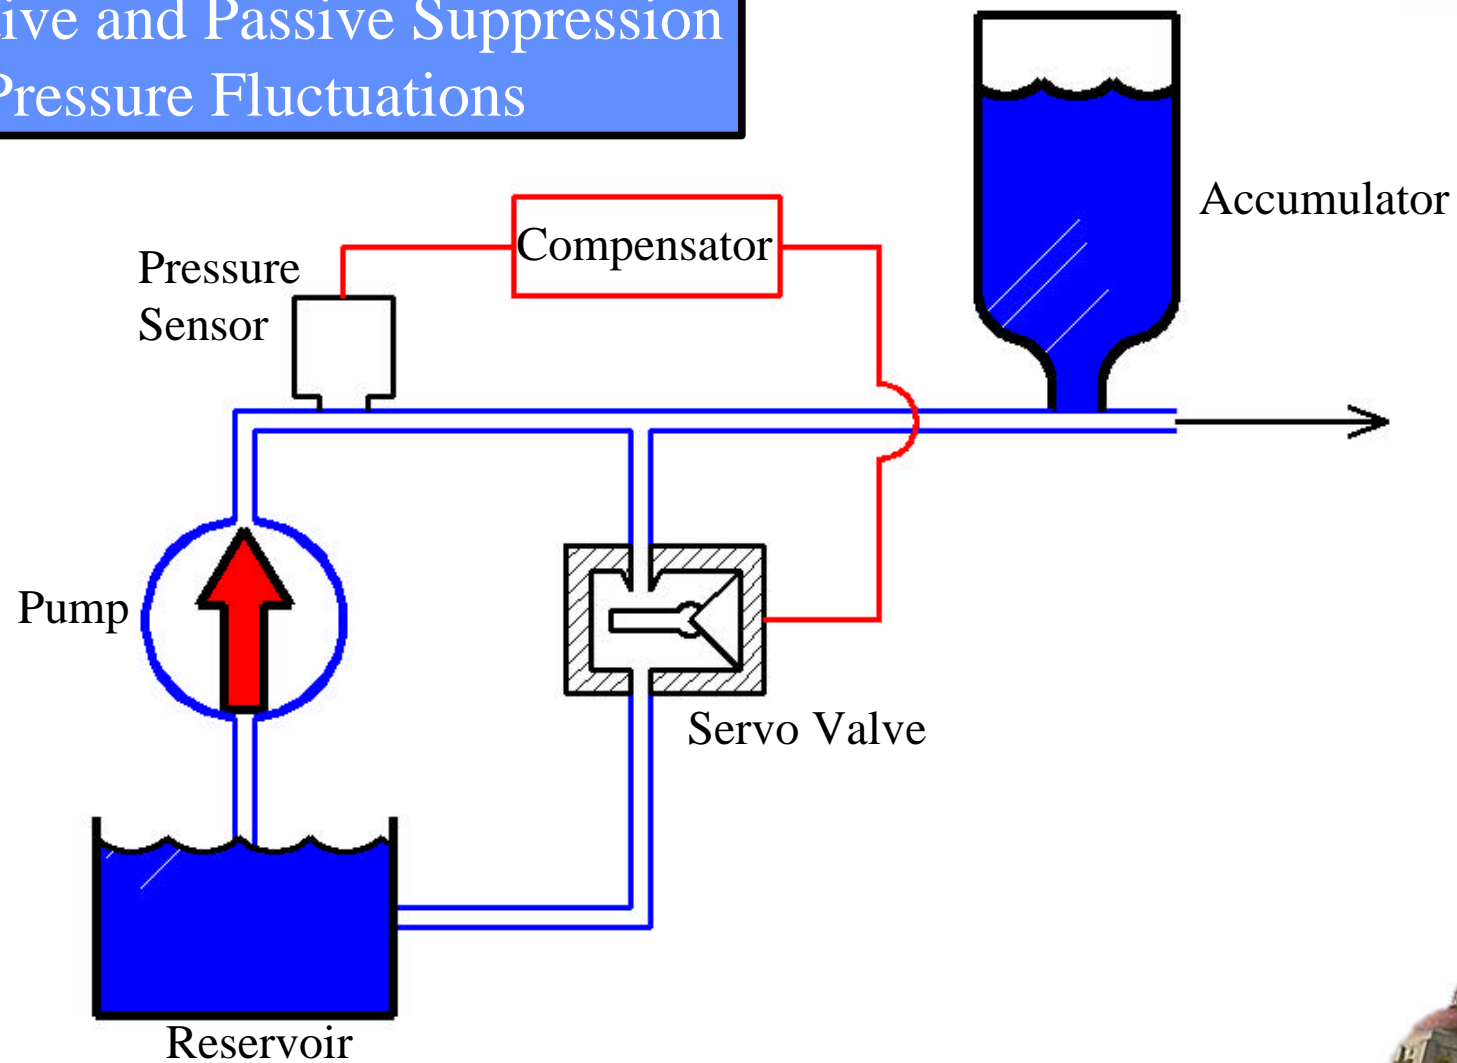 ive and Passive Suppression
Pressure Fluctuations
Accumulator
Compensator
Pressure
Sensor
Pump
Servo Valve
Reservoir